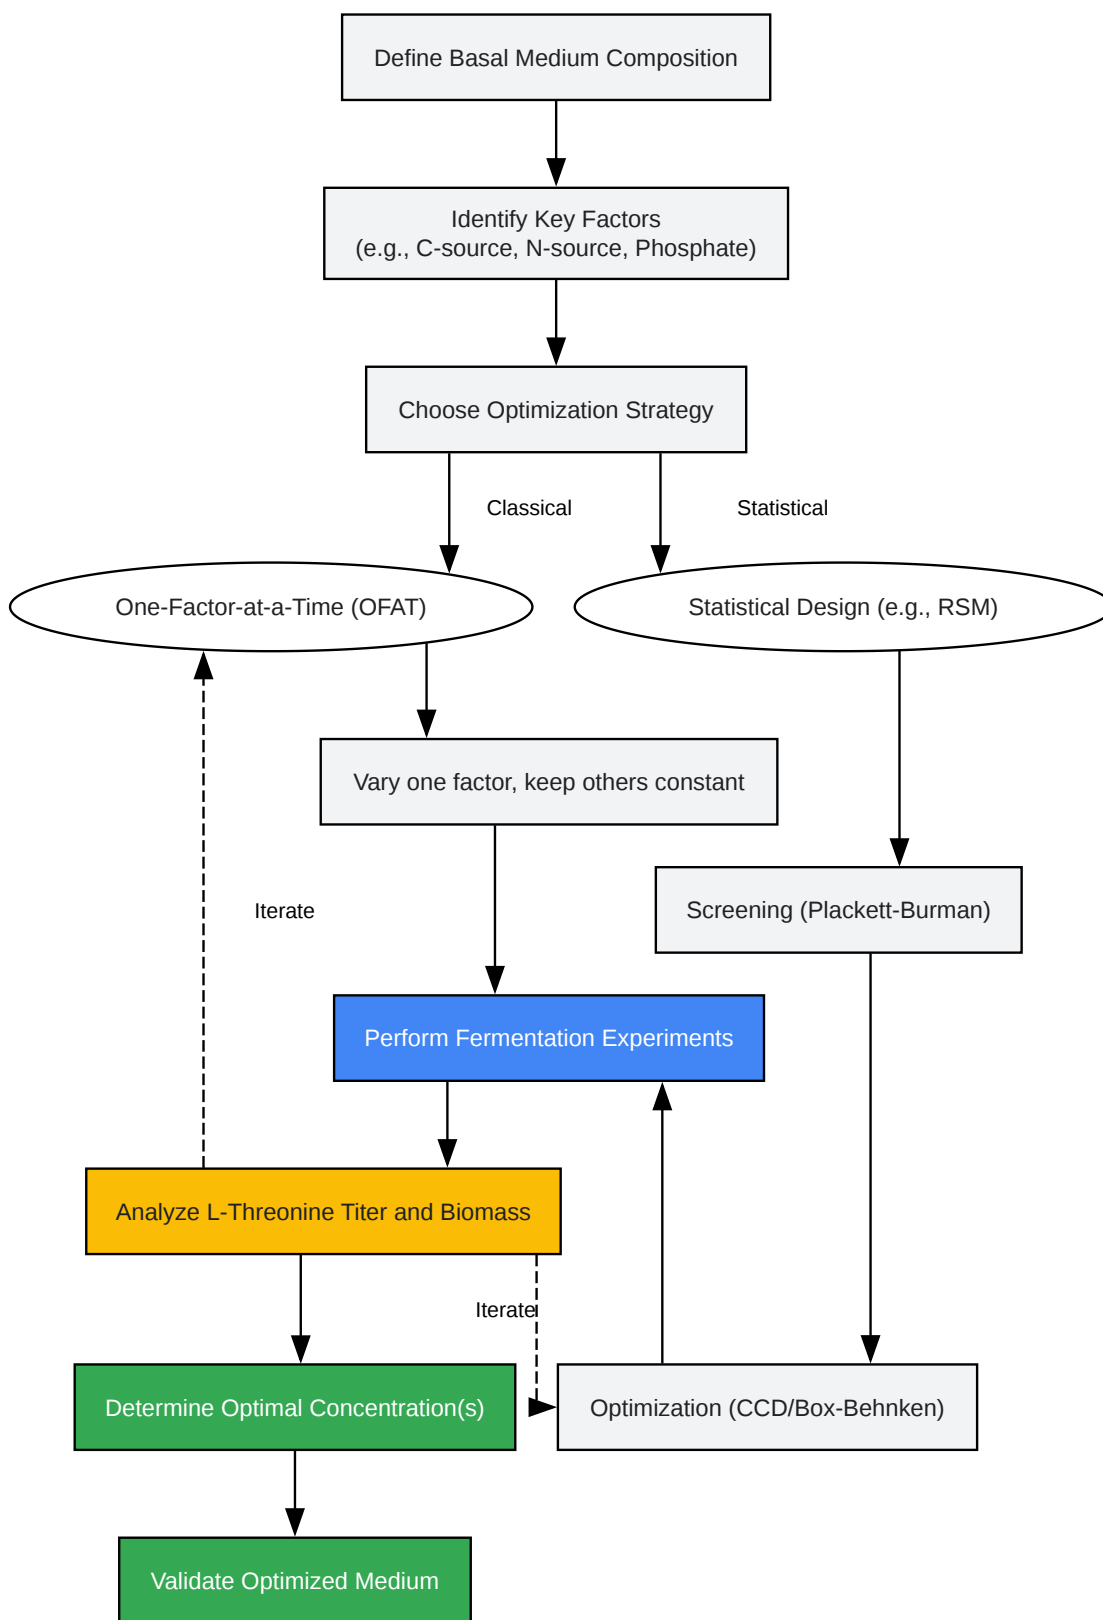 Define Basal Medium Composition
Identify Key Factors
(e.g., C-source, N-source, Phosphate)
Choose Optimization Strategy
Classical
Statistical
One-Factor-at-a-Time (OFAT)
Statistical Design (e.g., RSM)
Vary one factor, keep others constant
Screening (Plackett-Burman)
Iterate
Perform Fermentation Experiments
Analyze L-Threonine Titer and Biomass
Iterate
Determine Optimal Concentration(s)
Optimization (CCD/Box-Behnken)
Validate Optimized Medium